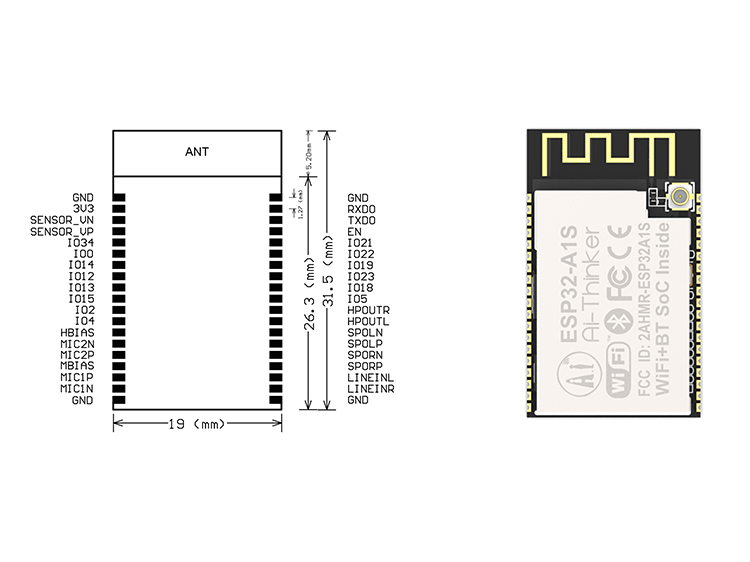 ANT
5.20mm
1.27 (mm)
26.3 (mm)
31.5 (mm)
19 (mm)
GND
3V3
SENSOR_VN
SENSOR_VP
IO34
IO0
IO14
IO12
IO13
IO15
IO2
IO4
HBIAS
MIC2N
MIC2P
MBIAS
MIC1P
MIC1N
GND
GND
RXD0
TXD0
EN
IO21
IO22
IO19
IO23
IO18
IO5
HPOUTR
HPOUTL
SPOLN
SPOLP
SPORN
SPORP
LINEINL
LINEINR
GND
ESP32-A1S
Ai-Thinker
A.i
WiFi
TM
FC CE
FCC ID: 2AHMR-ESP32A1S
WiFi+BT SoC Inside